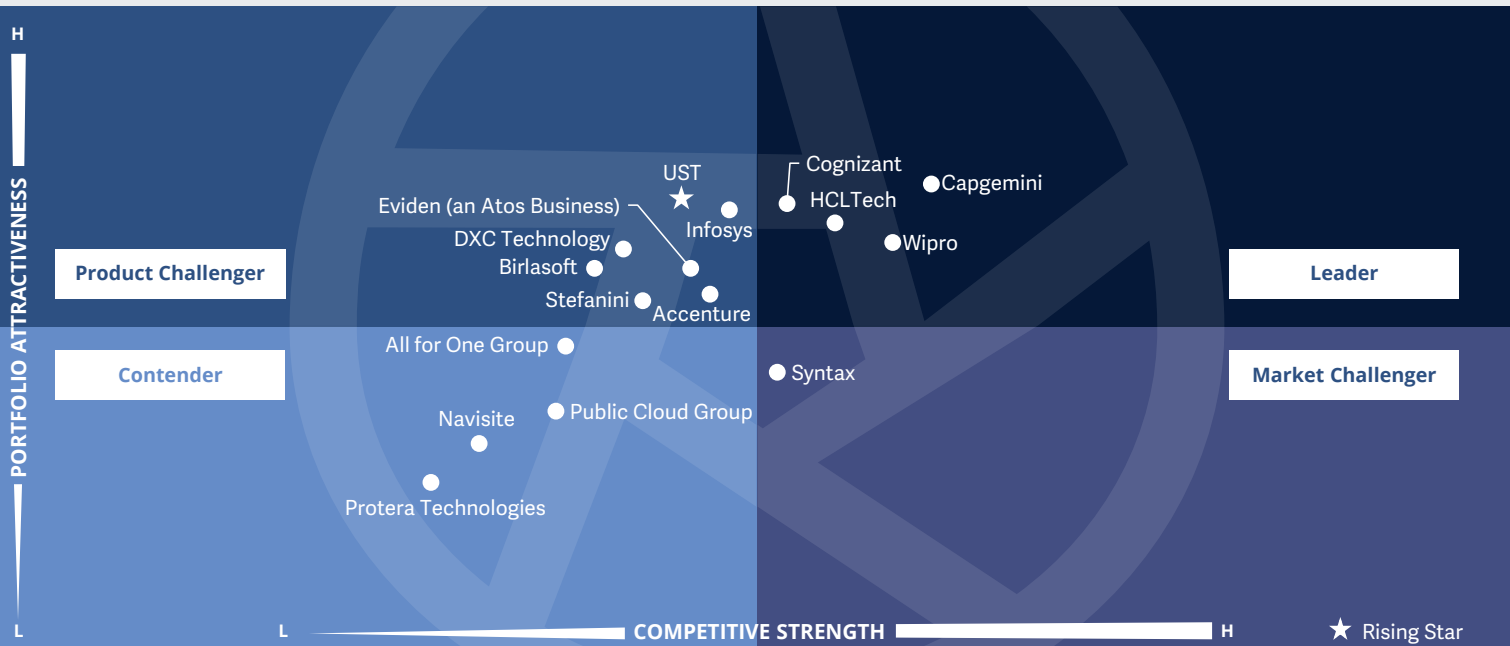 H
PORTFOLIO ATTRACTIVENESS
L
Cognizant
UST
Capgemini
HCLTech
Eviden (an Atos Business)
Infosys
DXC Technology
Wipro
Birlasoft
Product Challenger
Leader
Stefanini
Accenture
All for One Group
Contender
Syntax
Market Challenger
Public Cloud Group
Navisite
Protera Technologies
L
COMPETITIVE STRENGTH
H
Rising Star